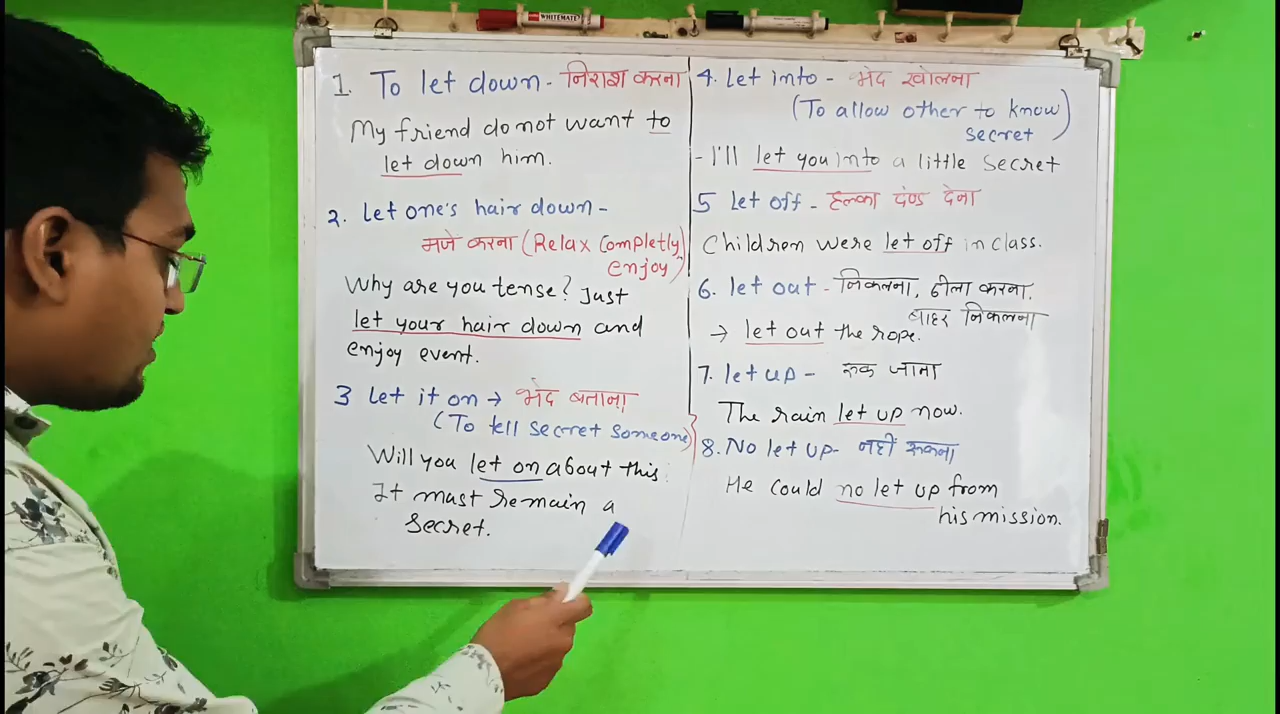 WHITEMATE
1. To let down - निराश करना
My friend do not want to
let down him.
2. Let one's hair down -
मजे करना (Relax completly,
enjoy)
Why are you tense? Just
let your hair down and
enjoy event.
3 Let it on → भेद बताना
(To tell secret someone)
Will you let on about this.
It must remain a
secret.
4. Let into - भेद खोलना
(To allow other to know
secret)
- I'll let you into a little secret
5 Let off - हल्का दंण्ड देना
Children were let off in class.
6. Let out - निकलना, ढीला करना,
बाहर निकलना
→ let out the rope.
7. let up - रुक जाना
The rain let up now.
8. No let up - नहीं रूकना
He could no let up from
his mission.